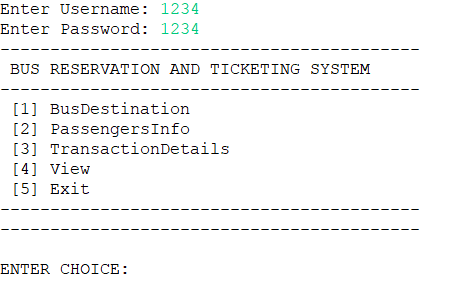 Enter Username: 1234
Enter Password: 1234
------------------------------------------
BUS RESERVATION AND TICKETING SYSTEM
------------------------------------------
[1] BusDestination
[2] PassengersInfo
[3] TransactionDetails
[4] View
[5] Exit
------------------------------------------
------------------------------------------
ENTER CHOICE: